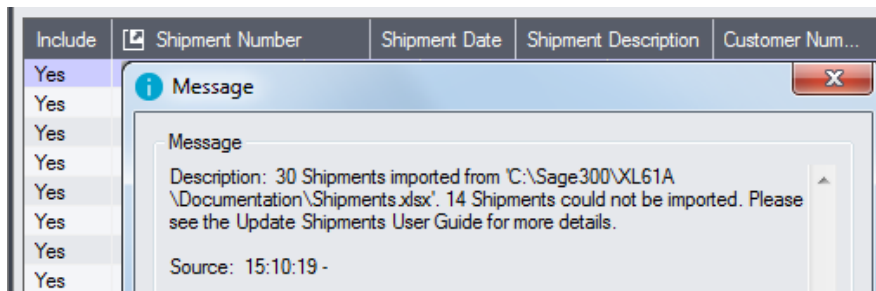 Include Shipment Number Shipment Date Shipment Description Customer Num...
Yes
Yes
Yes
Yes
Yes
Yes
Yes
Yes
Message
Message
Description: 30 Shipments imported from 'C:\Sage300\XL61A
\Documentation\Shipments.xlsx'. 14 Shipments could not be imported. Please
see the Update Shipments User Guide for more details.
Source: 15:10:19 -